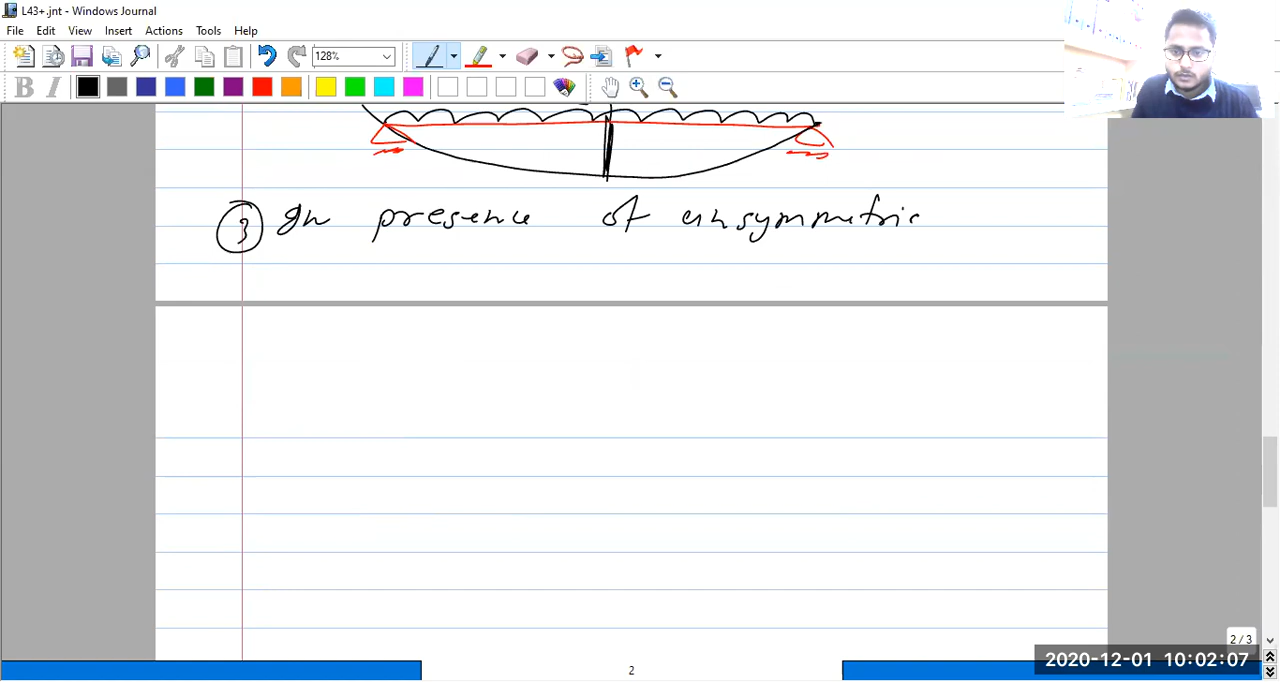 L43+.jnt - Windows Journal
File Edit View Insert Actions Tools Help
128%
B I
3 In presence of unsymmetric
2 / 3
2020-12-01 10:02:07
2